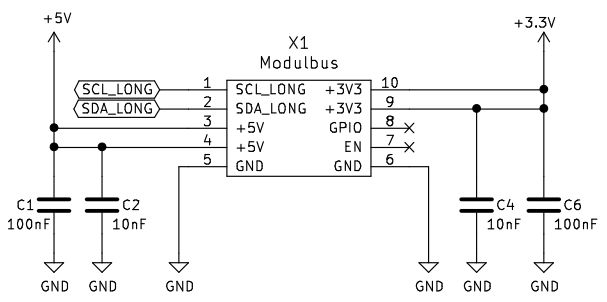 +5V
+3.3V
X1
Modulbus
SCL_LONG 1 SCL_LONG +3V3 10
SDA_LONG 2 SDA_LONG +3V3 9
3 +5V GPIO 8
4 +5V EN 7
5 GND GND 6
C1 C2 C4 C6
100nF 10nF 10nF 100nF
GND GND GND GND GND GND